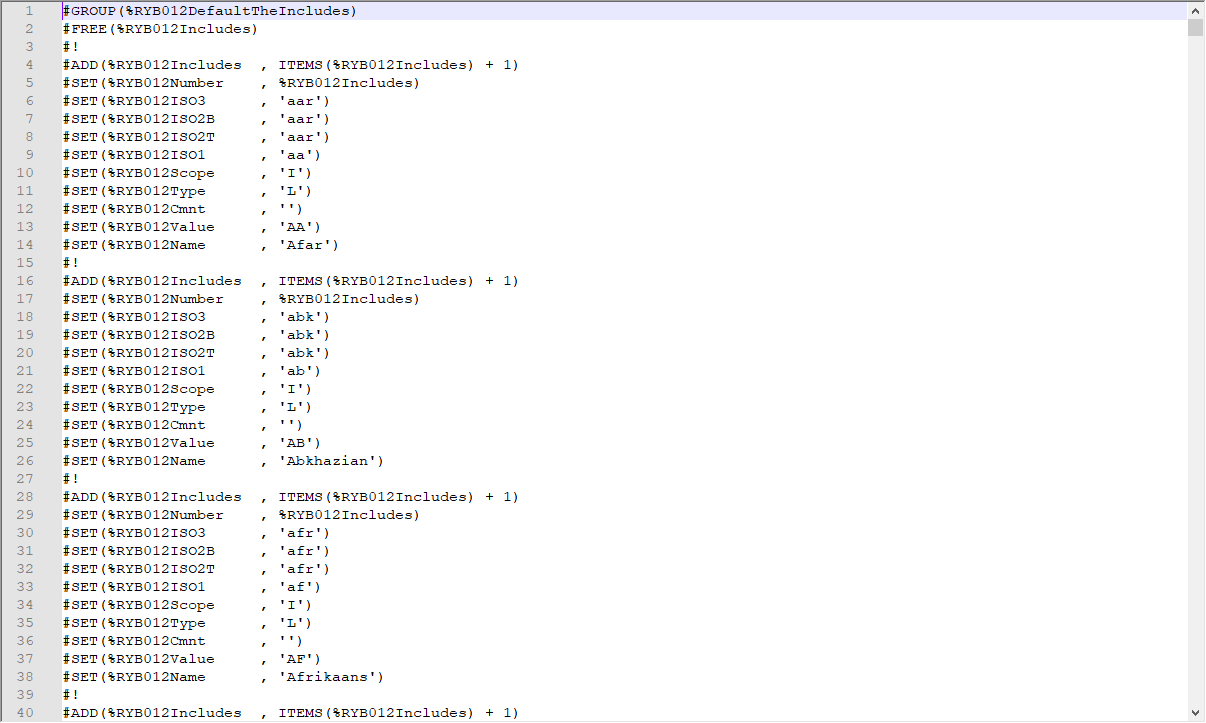 1 #GROUP(%RYB012DefaultTheIncludes)
2 #FREE(%RYB012Includes)
3 #!
4 #ADD(%RYB012Includes  , ITEMS(%RYB012Includes) + 1)
5 #SET(%RYB012Number    , %RYB012Includes)
6 #SET(%RYB012ISO3      , 'aar')
7 #SET(%RYB012ISO2B     , 'aar')
8 #SET(%RYB012ISO2T     , 'aar')
9 #SET(%RYB012ISO1      , 'aa')
10 #SET(%RYB012Scope     , 'I')
11 #SET(%RYB012Type      , 'L')
12 #SET(%RYB012Cmnt      , '')
13 #SET(%RYB012Value     , 'AA')
14 #SET(%RYB012Name      , 'Afar')
15 #!
16 #ADD(%RYB012Includes  , ITEMS(%RYB012Includes) + 1)
17 #SET(%RYB012Number    , %RYB012Includes)
18 #SET(%RYB012ISO3      , 'abk')
19 #SET(%RYB012ISO2B     , 'abk')
20 #SET(%RYB012ISO2T     , 'abk')
21 #SET(%RYB012ISO1      , 'ab')
22 #SET(%RYB012Scope     , 'I')
23 #SET(%RYB012Type      , 'L')
24 #SET(%RYB012Cmnt      , '')
25 #SET(%RYB012Value     , 'AB')
26 #SET(%RYB012Name      , 'Abkhazian')
27 #!
28 #ADD(%RYB012Includes  , ITEMS(%RYB012Includes) + 1)
29 #SET(%RYB012Number    , %RYB012Includes)
30 #SET(%RYB012ISO3      , 'afr')
31 #SET(%RYB012ISO2B     , 'afr')
32 #SET(%RYB012ISO2T     , 'afr')
33 #SET(%RYB012ISO1      , 'af')
34 #SET(%RYB012Scope     , 'I')
35 #SET(%RYB012Type      , 'L')
36 #SET(%RYB012Cmnt      , '')
37 #SET(%RYB012Value     , 'AF')
38 #SET(%RYB012Name      , 'Afrikaans')
39 #!
40 #ADD(%RYB012Includes  , ITEMS(%RYB012Includes) + 1)